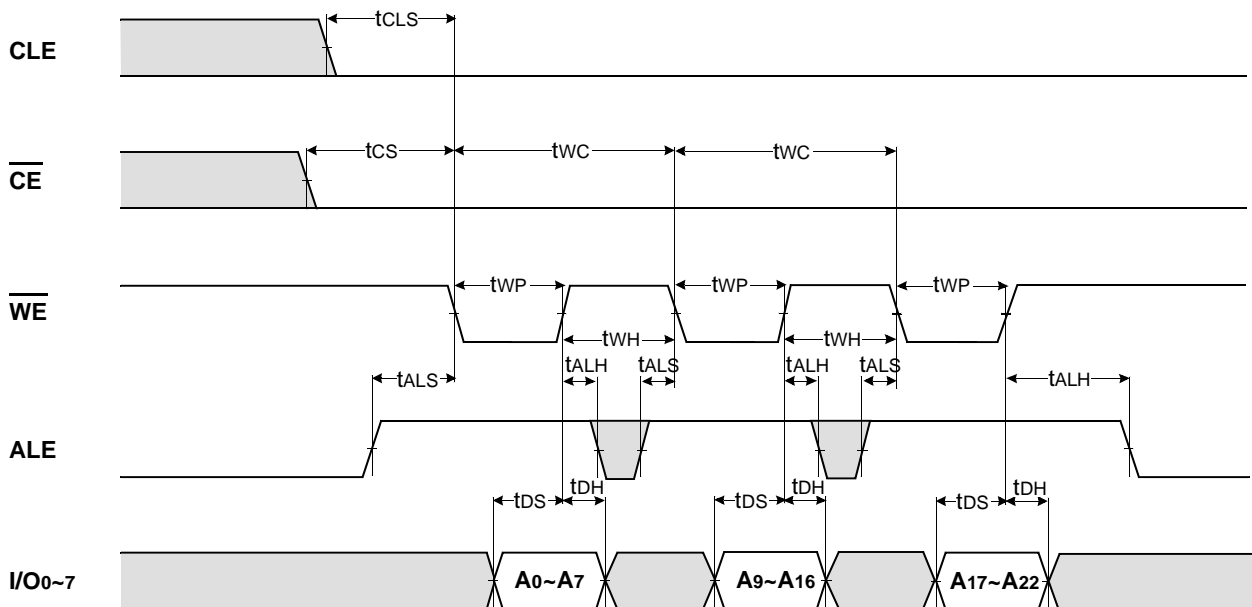 tCLS
CLE
tCS tWC tWC
CE
tWP tWP tWP
WE
tWH tWH
tALH tALS tALH tALS
tALS tALH
ALE
tDS tDH tDS tDH tDS tDH
I/O0~7 A0~A7 A9~A16 A17~A22